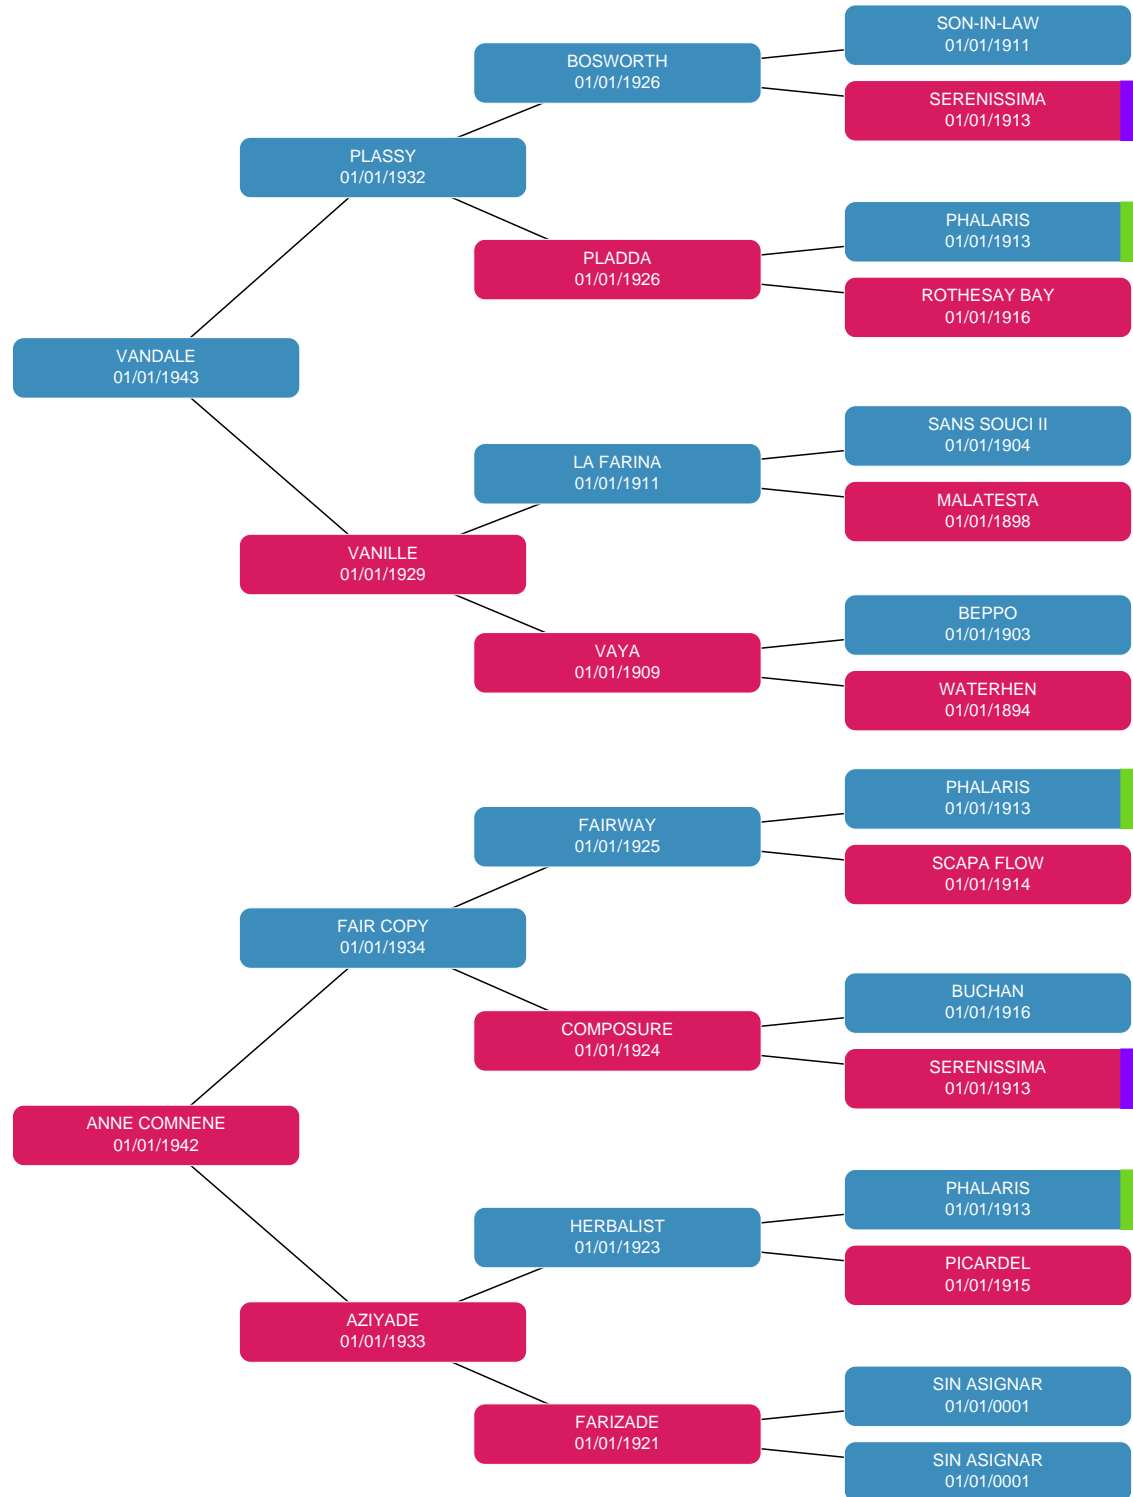 SON-IN-LAW
01/01/1911
BOSWORTH
01/01/1926
SERENISSIMA
01/01/1913
PLASSY
01/01/1932
PHALARIS
01/01/1913
PLADDA
01/01/1926
ROTHESAY BAY
01/01/1916
VANDALE
01/01/1943
SANS SOUCI II
01/01/1904
LA FARINA
01/01/1911
MALATESTA
01/01/1898
VANILLE
01/01/1929
BEPPO
01/01/1903
VAYA
01/01/1909
WATERHEN
01/01/1894
PHALARIS
01/01/1913
FAIRWAY
01/01/1925
SCAPA FLOW
01/01/1914
FAIR COPY
01/01/1934
BUCHAN
01/01/1916
COMPOSURE
01/01/1924
SERENISSIMA
01/01/1913
ANNE COMNENE
01/01/1942
PHALARIS
01/01/1913
HERBALIST
01/01/1923
PICARDEL
01/01/1915
AZIYADE
01/01/1933
SIN ASIGNAR
01/01/0001
FARIZADE
01/01/1921
SIN ASIGNAR
01/01/0001